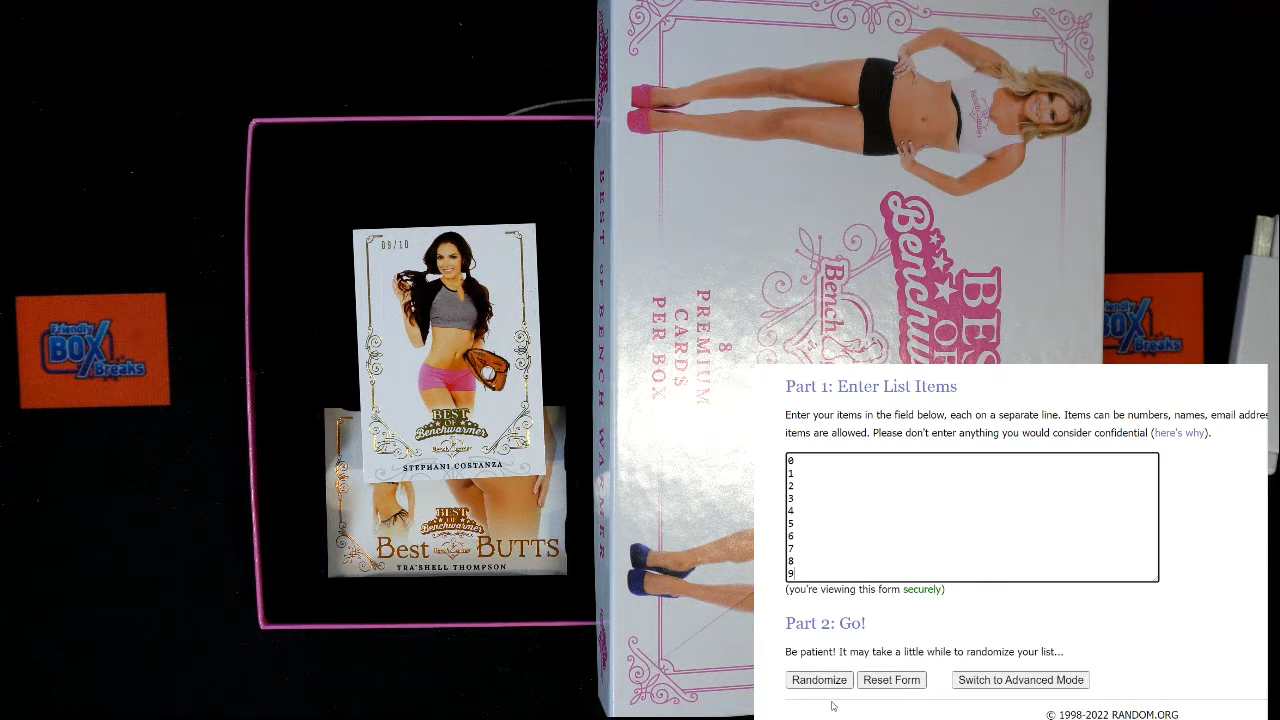 Friendly
BOX
Breaks
09/10
BEST
OF
Benchwarmer
STEPHANI COSTANZA
BEST
OF
Benchwarmer
Best BUTTS
TRA'SHELL THOMPSON
BEST OF BENCH WARMER
8
PREMIUM
CARDS
PER BOX
Bench
BOX
Breaks
Part 1: Enter List Items
Enter your items in the field below, each on a separate line. Items can be numbers, names, email addre
items are allowed. Please don't enter anything you would consider confidential (here's why).
0
1
2
3
4
5
6
7
8
9
(you're viewing this form securely)
Part 2: Go!
Be patient! It may take a little while to randomize your list...
Randomize Reset Form Switch to Advanced Mode
© 1998-2022 RANDOM.ORG